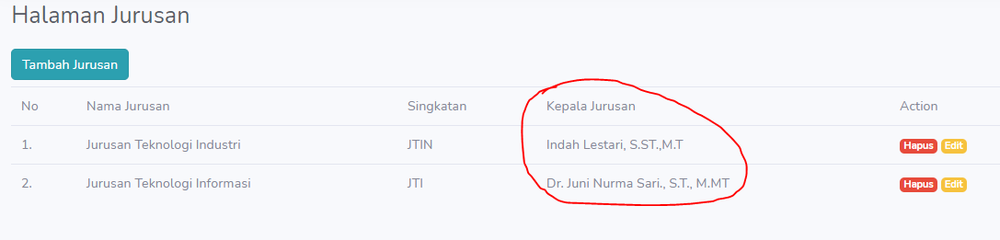 Halaman Jurusan
Tambah Jurusan
No Nama Jurusan Singkatan Kepala Jurusan Action
1. Jurusan Teknologi Industri JTIN Indah Lestari, S.ST.,M.T Hapus Edit
2. Jurusan Teknologi Informasi JTI Dr. Juni Nurma Sari., S.T., M.MT Hapus Edit